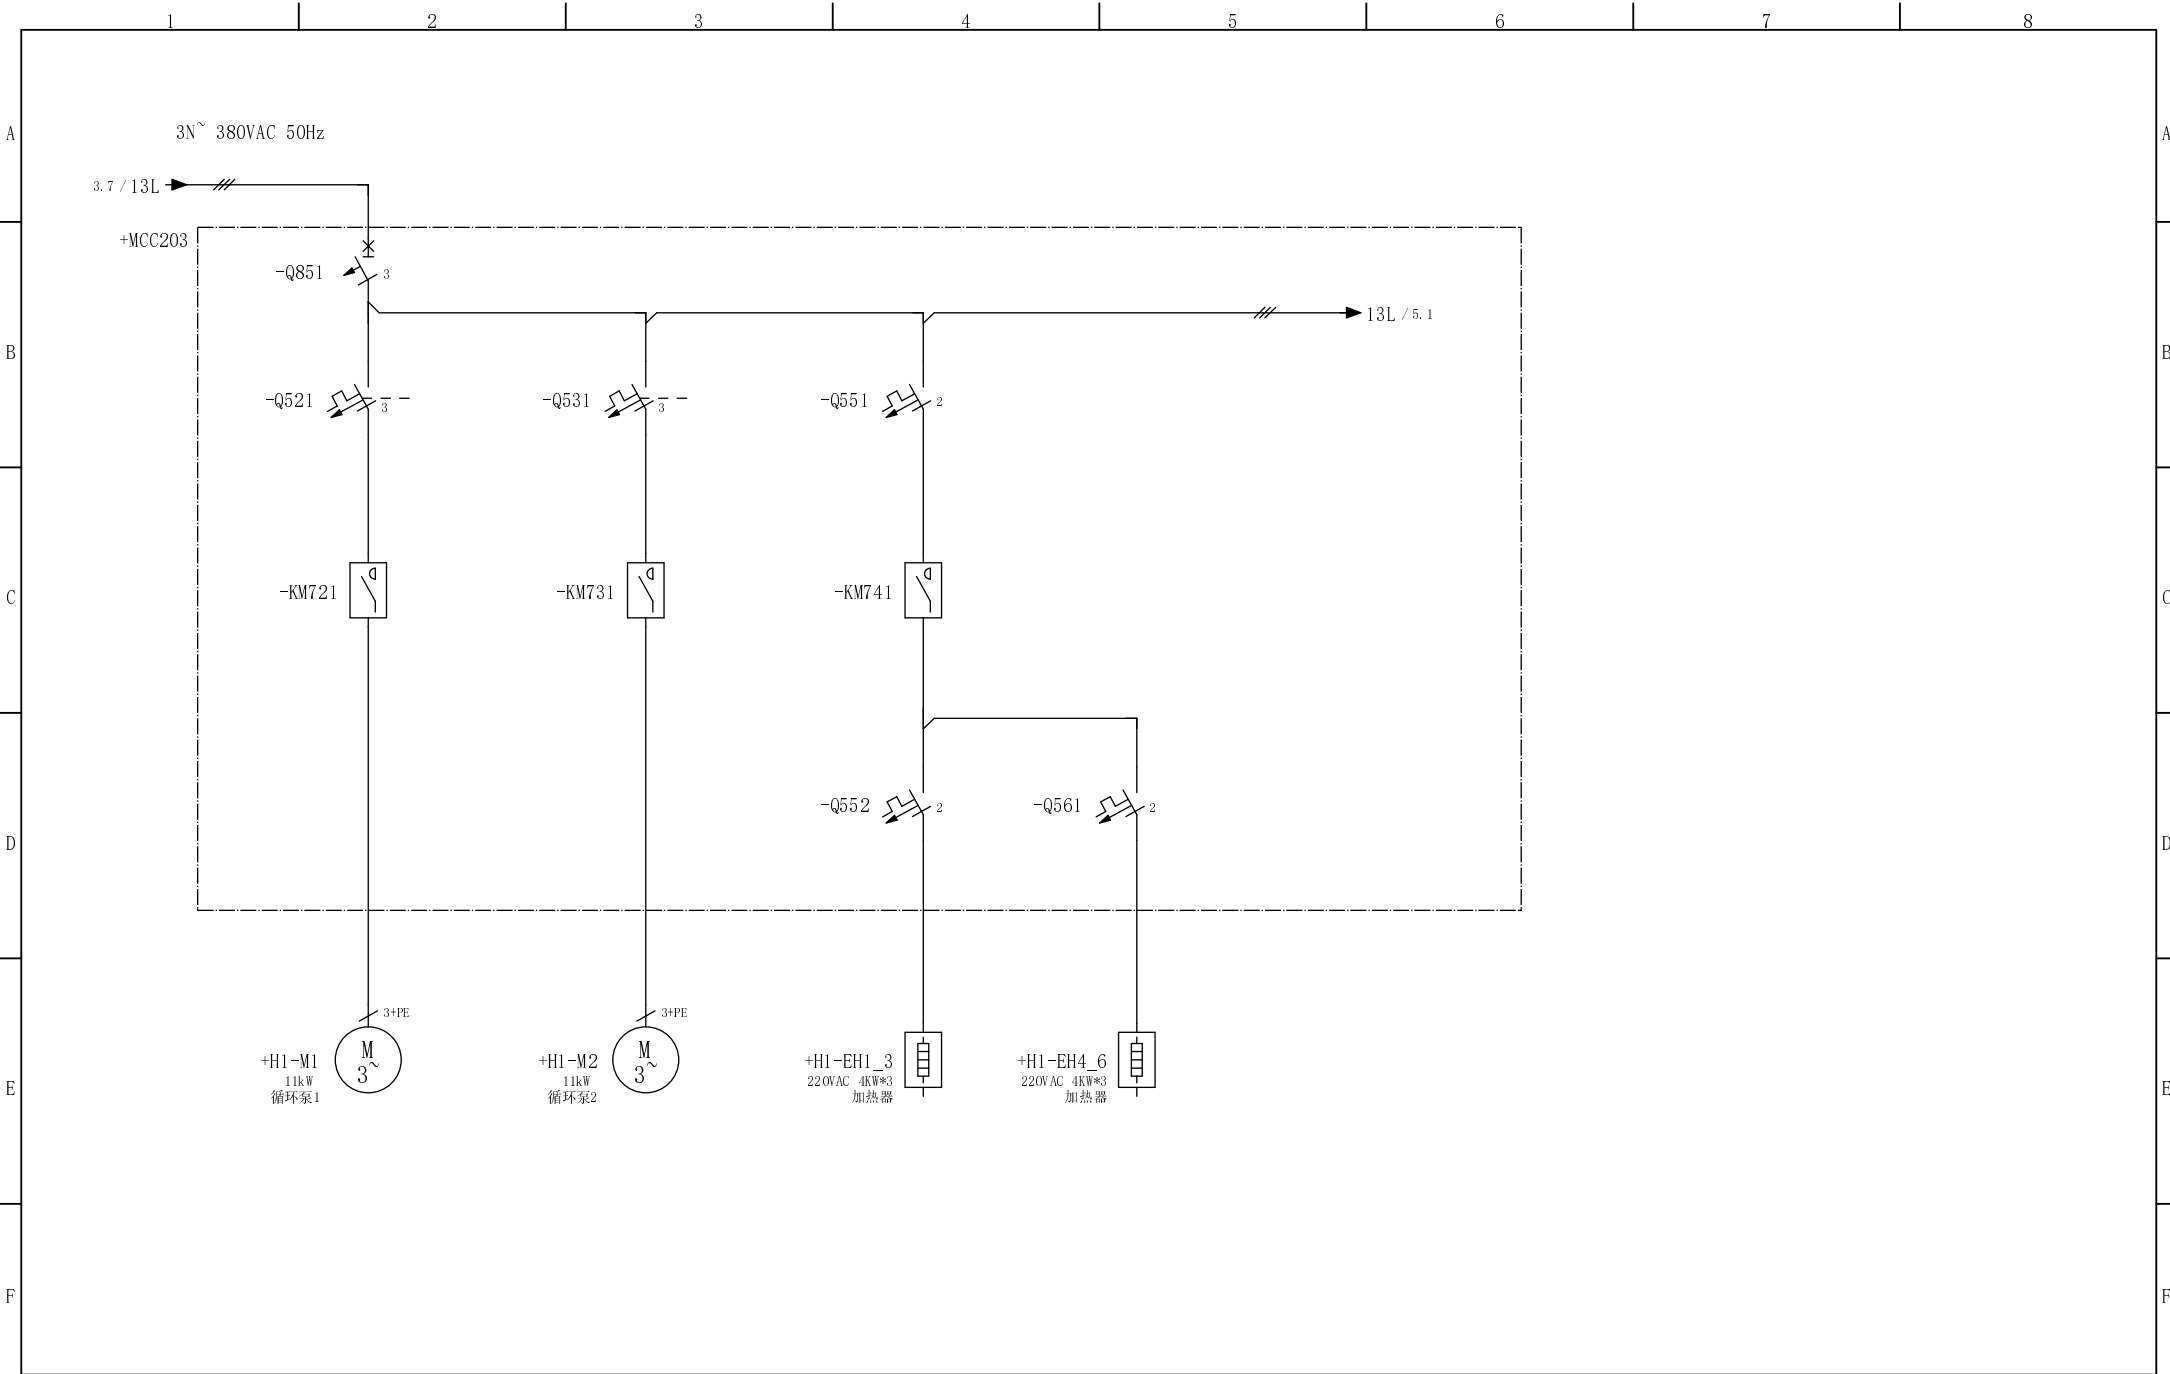 1 2 3 4 5 6 7 8
A A
3N~ 380VAC 50Hz
3.7 / 13L
+MCC203
-Q851 3
13L / 5.1
B B
-Q521 3 -Q531 3 -Q551 2
-KM721 -KM731 -KM741
C C
-Q552 2 -Q561 2
D D
3+PE 3+PE
M M
3~ 3~
+H1-M1 +H1-M2 +H1-EH1_3 +H1-EH4_6
11kW 11kW 220VAC 4KW*3 220VAC 4KW*3
E E
循环泵1 循环泵2 加热器 加热器
F F